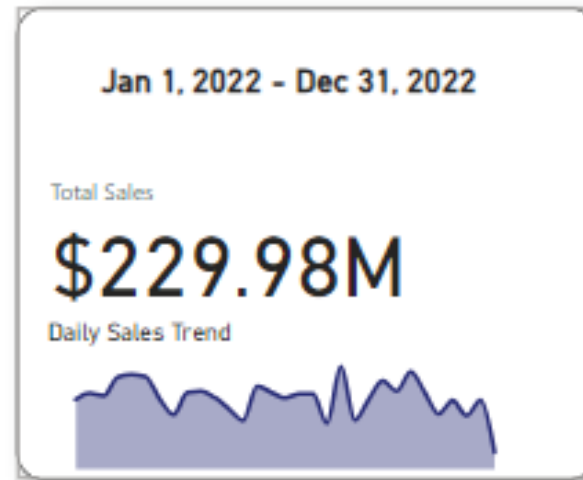 Jan 1, 2022 - Dec 31, 2022
Total Sales
$229.98M
Daily Sales Trend